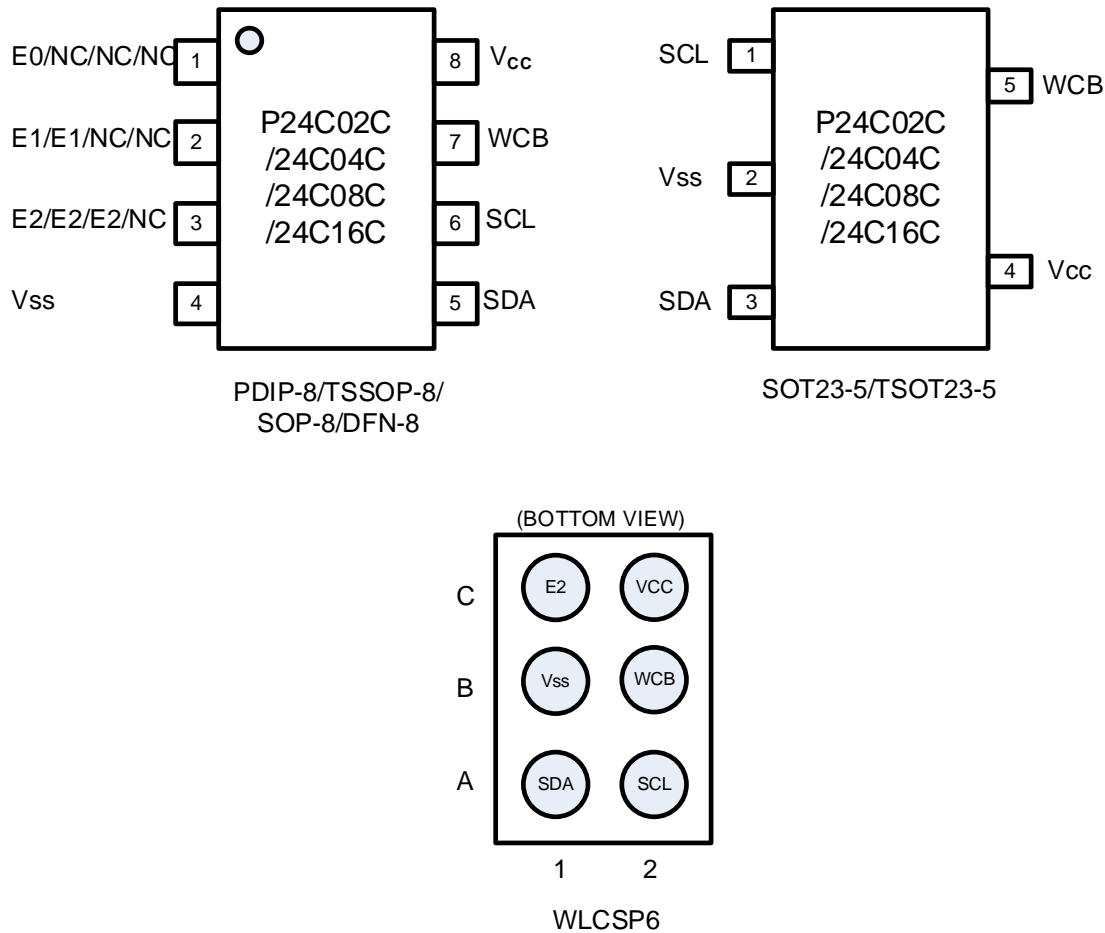 E0/NC/NC/NC 1
8 Vcc
E1/E1/NC/NC 2
7 WCB
E2/E2/E2/NC 3
6 SCL
Vss 4
5 SDA
P24C02C
/24C04C
/24C08C
/24C16C
PDIP-8/TSSOP-8/
SOP-8/DFN-8
SCL 1
5 WCB
Vss 2
4 Vcc
SDA 3
P24C02C
/24C04C
/24C08C
/24C16C
SOT23-5/TSOT23-5
(BOTTOM VIEW)
C E2 VCC
B Vss WCB
A SDA SCL
1 2
WLCSP6